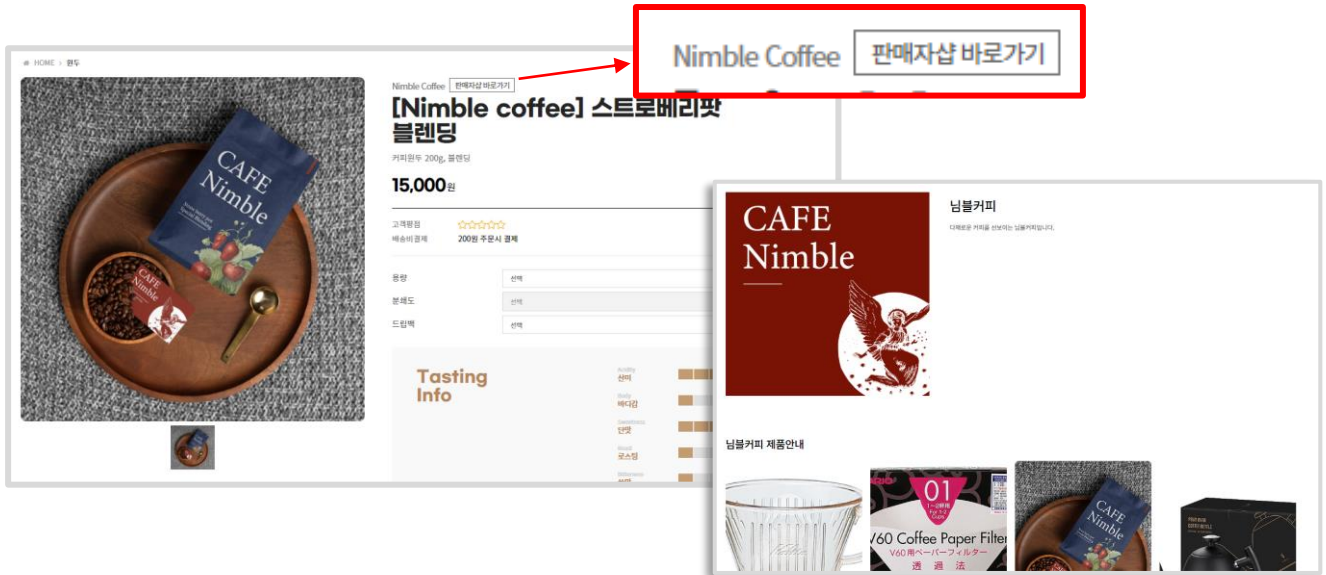 Nimble Coffee 판매자샵 바로가기
HOME > 원두
Nimble Coffee 판매자샵 바로가기
[Nimble coffee] 스트로베리팟
블렌딩
커피원두 200g, 블렌딩
15,000원
고객평점
배송비결제 200원 주문시 결제
용량 선택
분쇄도 선택
드립백 선택
Tasting
Info
Acidity
산미
Body
바디감
Sweetness
단맛
Roast
로스팅
Bitterness
CAFE
Nimble
CAFE
Nimble
CAFE
Nimble
님블커피
다채로운 커피를 선보이는 님블커피입니다.
님블커피 제품안내
01
V60 Coffee Paper Filter
V60用ペーパーフィルター
透過法
CAFE
Nimble